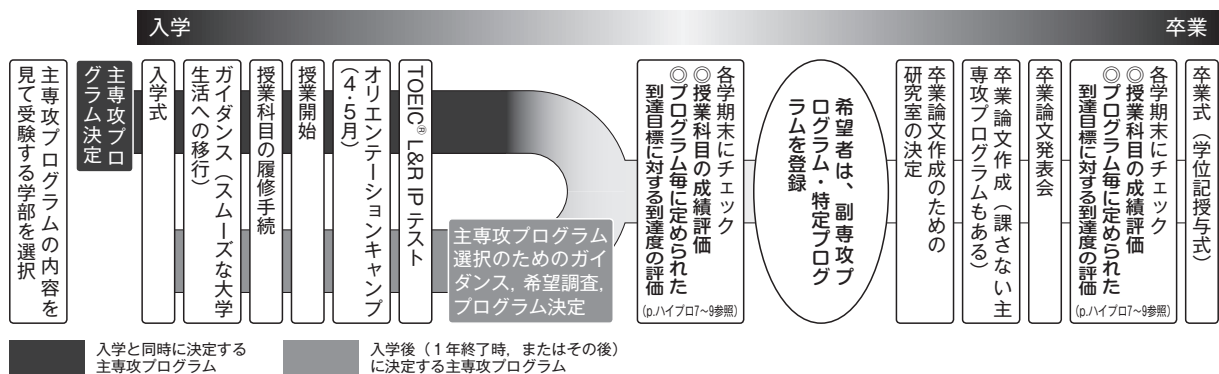 入学
卒業
主専攻プログラムの内容を
見て受験する学部を選択
主専攻プロ
グラム決定
入学式
ガイダンス（スムーズな大学
生活への移行）
授業科目の履修手続
授業開始
オリエンテーションキャンプ
（4・5月）
TOEIC® L&R IP テスト
主専攻プログラム
選択のためのガイ
ダンス，希望調査，
プログラム決定
各学期末にチェック
◎授業科目の成績評価
◎プログラム毎に定められた
到達目標に対する到達度の評価
(p.ハイプロ7～9参照)
希望者は、副専攻プ
ログラム・特定プログ
ラムを登録
卒業論文作成のための
研究室の決定
卒業論文作成（課さない主
専攻プログラムもある）
卒業論文発表会
各学期末にチェック
◎授業科目の成績評価
◎プログラム毎に定められた
到達目標に対する到達度の評価
(p.ハイプロ7～9参照)
卒業式（学位記授与式）
入学と同時に決定する
主専攻プログラム
入学後（1年終了時，またはその後）
に決定する主専攻プログラム